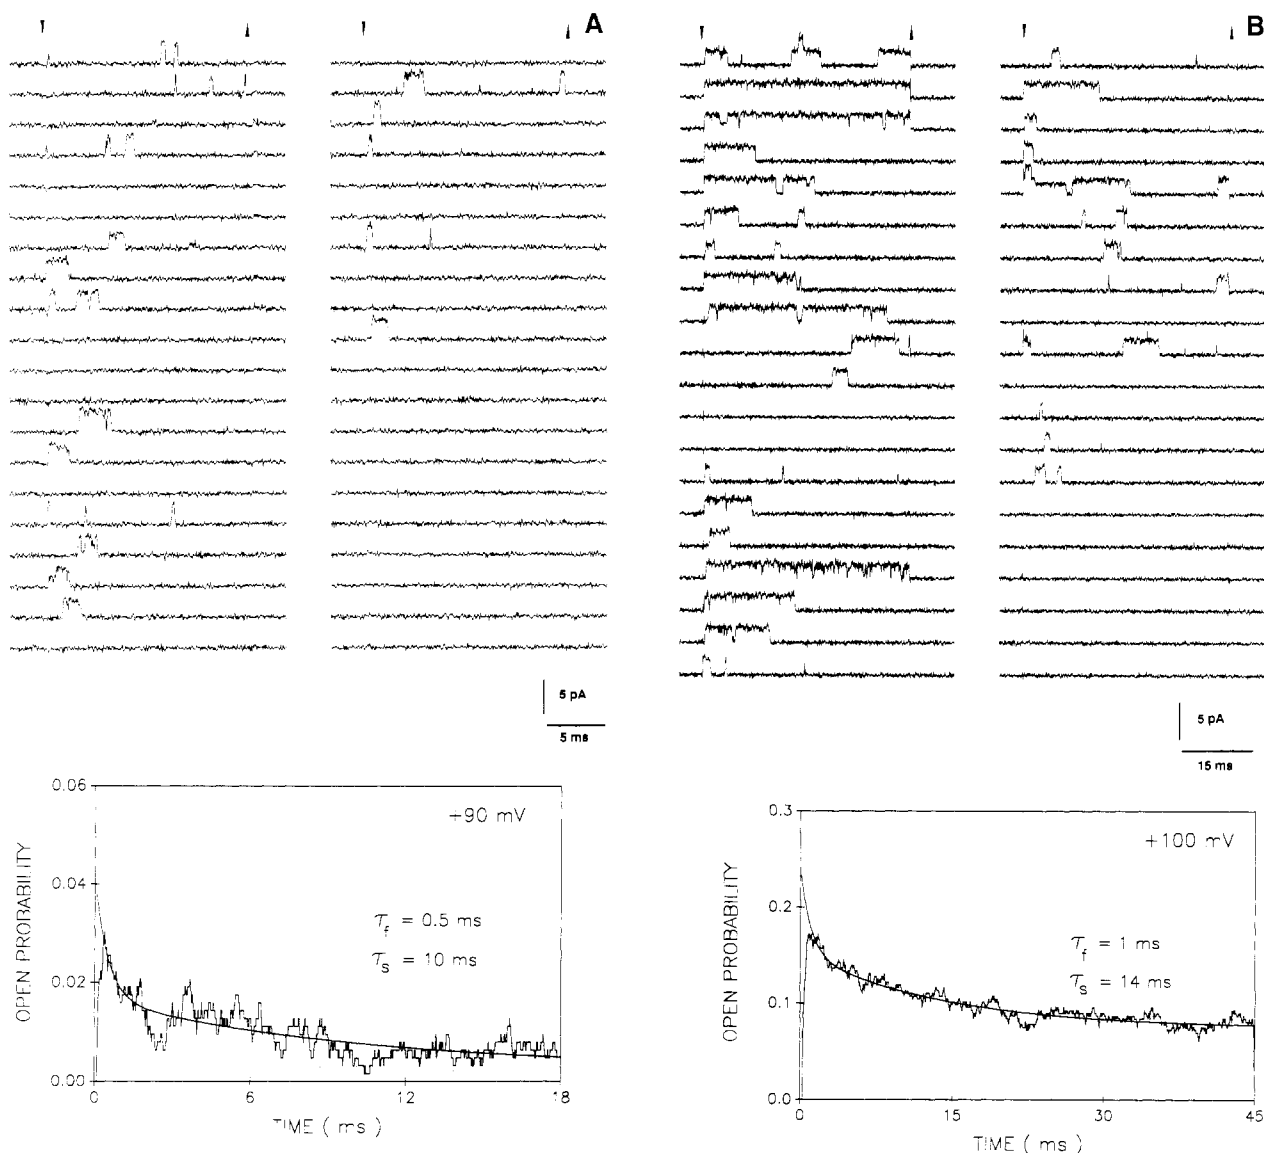 A
B
5 pA
5 ms
5 pA
15 ms
0.06
0.04
0.02
0.00
OPEN PROBABILITY
+90 mV
τf = 0.5 ms
τs = 10 ms
0
6
12
18
TIME ( ms )
0.3
0.2
0.1
0.0
OPEN PROBABILITY
+100 mV
τf = 1 ms
τs = 14 ms
0
15
30
45
TIME ( ms )